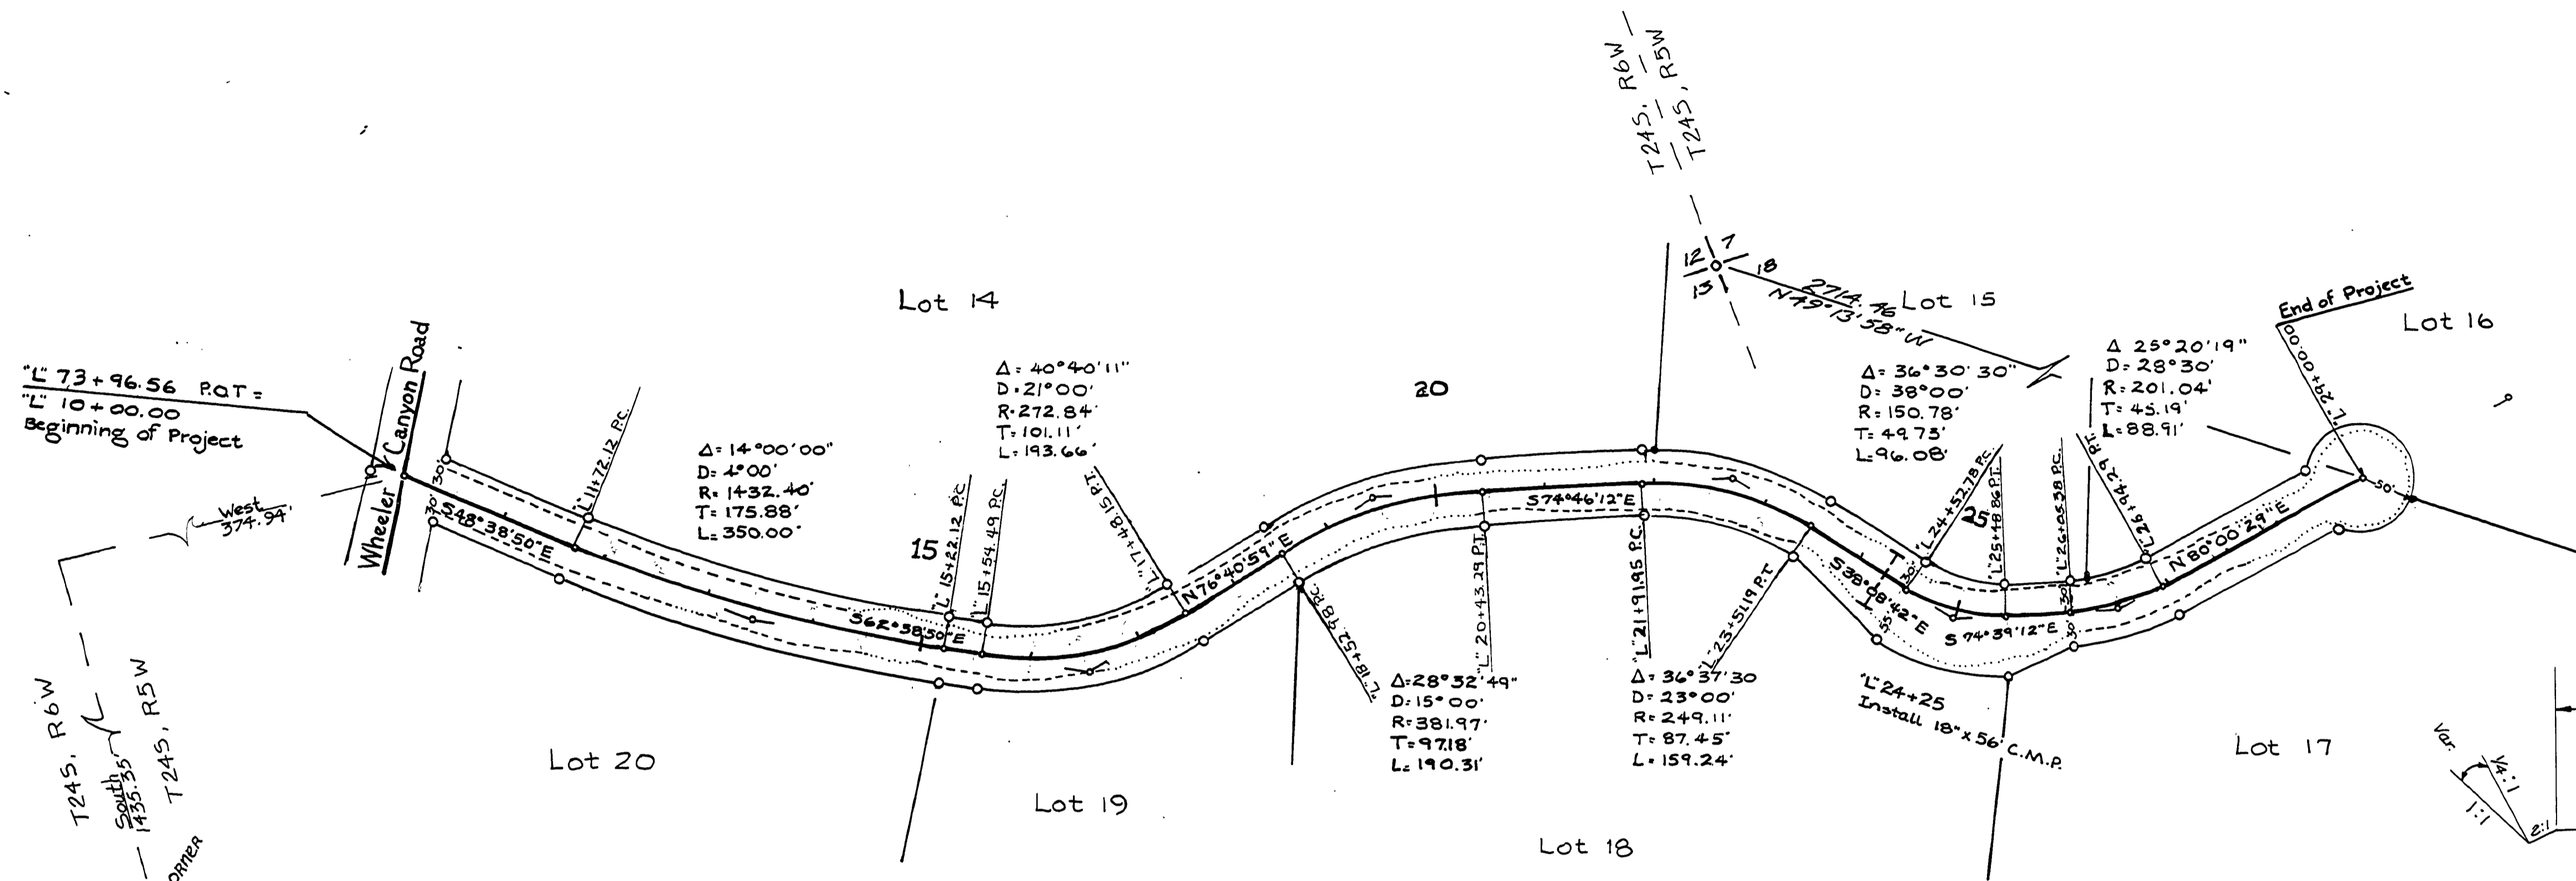 "L" 73+96.56 P.O.T =
"L" 10+00.00
Beginning of Project
Wheeler Canyon Road
West
374.94'
T24S, R6W
South
1435.35'
T24S, R5W
CORNER
30'
30'
S48°38'50"E
"L" 11+72.12 P.C.
Lot 14
Δ= 14°00'00"
D= 4°00'
R= 1432.40'
T= 175.88'
L= 350.00'
Lot 20
15
S62°38'50"E
"L" 15+22.12 P.C.
"L" 15+54.49 P.C.
Δ= 40°40'11"
D=21°00'
R=272.84'
T=101.11'
L=193.66'
"L" 17+48.15 P.T.
N76°40'59"E
Lot 19
"L" 18+52.98 P.C.
Δ=28°32'49"
D=15°00'
R=381.97'
T=97.18'
L=190.31'
20
"L" 20+43.29 P.T.
S74°46'12"E
"L" 21+91.95 P.C.
Δ=36°37'30
D=23°00'
R=249.11'
T=87.45'
L=159.24'
"L" 23+51.19 P.T
Lot 18
T24S, R6W
T24S, R5W
12 7
13 18
2714.76
N49°13'58"W
Lot 15
Δ=36°30'30"
D=38°00'
R=150.78'
T=49.73'
L=96.08'
"L" 24+52.78 P.C.
25
"L" 25+48.86 P.T.
"L" 26+05.38 P.C.
"L" 26+94.29 P.T.
S38°08'42"E
30'
55'
S 74°39'12"E
30'
30'
"L" 24+25
Install 18"x56' C.M.P.
Δ 25°20'19"
D=28°30'
R=201.04'
T=45.19'
L=88.91'
N80°00'29"E
End of Project
"L" 29+00.00
50'
Lot 16
Lot 17
Var.
1/4:1
1:1
2:1